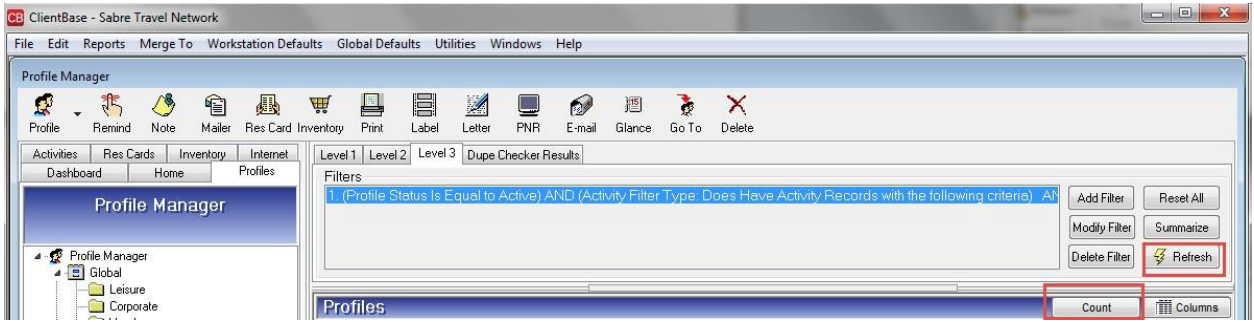 CB ClientBase - Sabre Travel Network
File Edit Reports Merge To Workstation Defaults Global Defaults Utilities Windows Help
Profile Manager
15
Profile Remind Note Mailer Res Card Inventory Print Label Letter PNR E-mail Glance Go To Delete
Activities Res Cards Inventory Internet
Dashboard Home Profiles
Level 1 Level 2 Level 3 Dupe Checker Results
Filters
1. (Profile Status Is Equal to Active) AND (Activity Filter Type: Does Have Activity Records with the following criteria) AN
Add Filter Reset All
Modify Filter Summarize
Delete Filter Refresh
Profile Manager
Profile Manager
Global
Leisure
Corporate
Profiles Count Columns